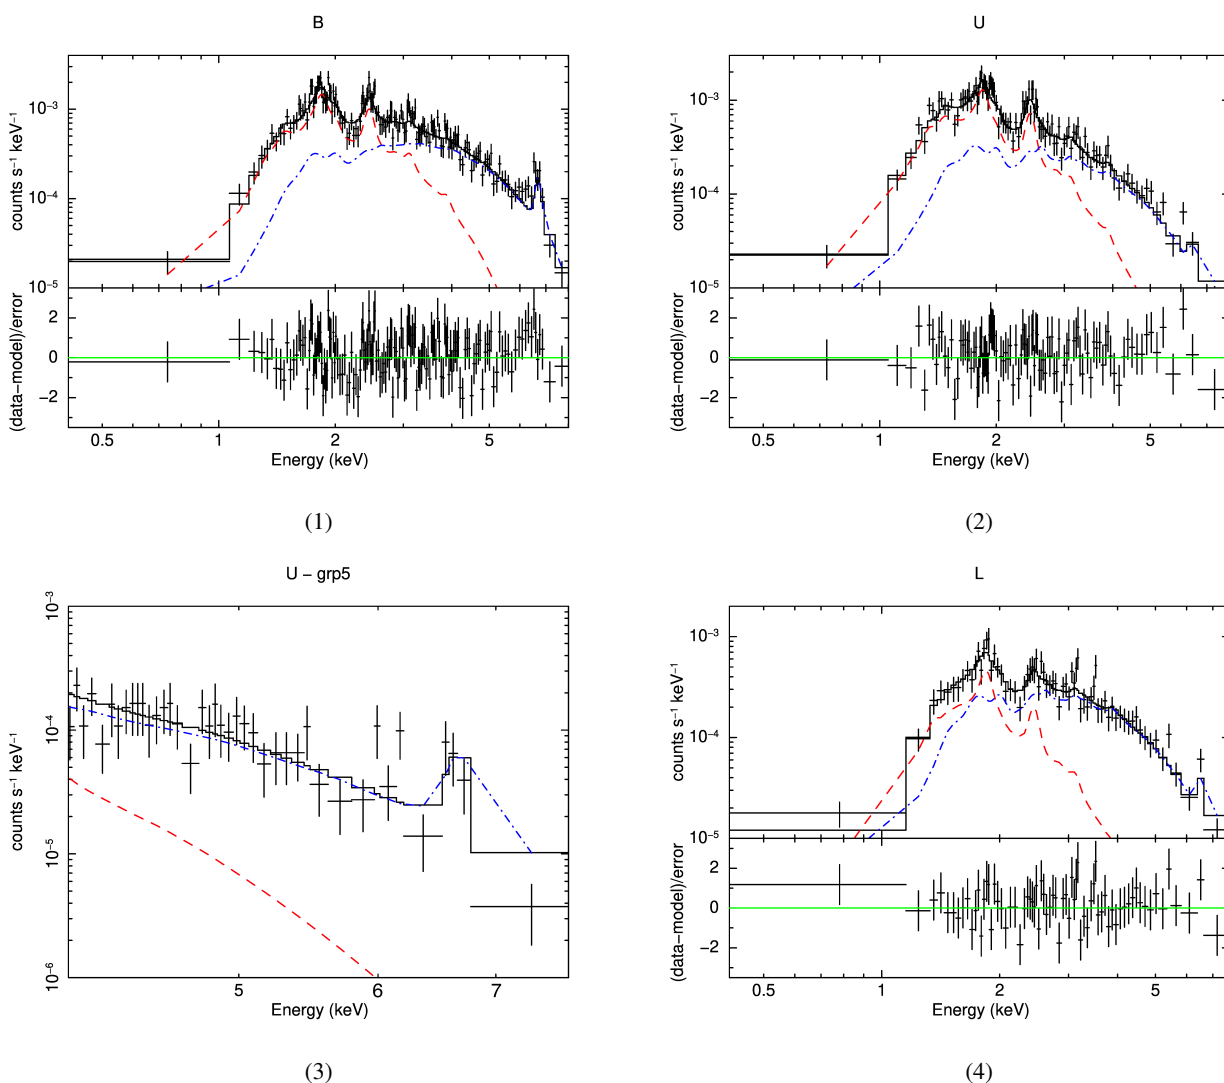 B
counts s⁻¹ keV⁻¹
10⁻³
10⁻⁴
10⁻⁵
(data−model)/error
2
0
−2
0.5 1 2 5
Energy (keV)
(1)
U
counts s⁻¹ keV⁻¹
10⁻³
10⁻⁴
10⁻⁵
(data−model)/error
2
0
−2
0.5 1 2 5
Energy (keV)
(2)
U − grp5
counts s⁻¹ keV⁻¹
10⁻³
10⁻⁴
10⁻⁵
10⁻⁶
5 6 7
Energy (keV)
(3)
L
counts s⁻¹ keV⁻¹
10⁻³
10⁻⁴
10⁻⁵
(data−model)/error
2
0
−2
0.5 1 2 5
Energy (keV)
(4)